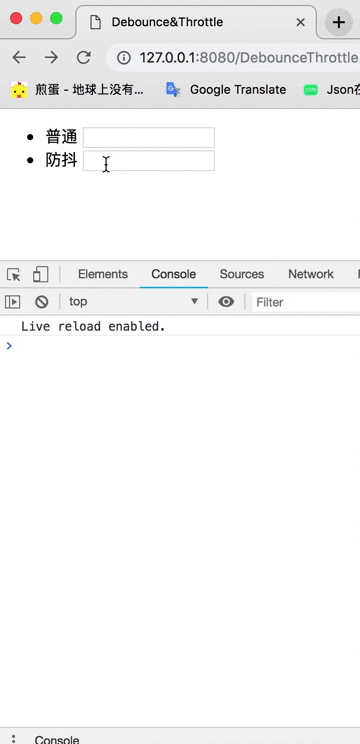 Debounce&Throttle
127.0.0.1:8080/DebounceThrottle.
煎蛋 - 地球上没有... Google Translate Json在
普通
防抖
Elements Console Sources Network
top Filter
Live reload enabled.
Console